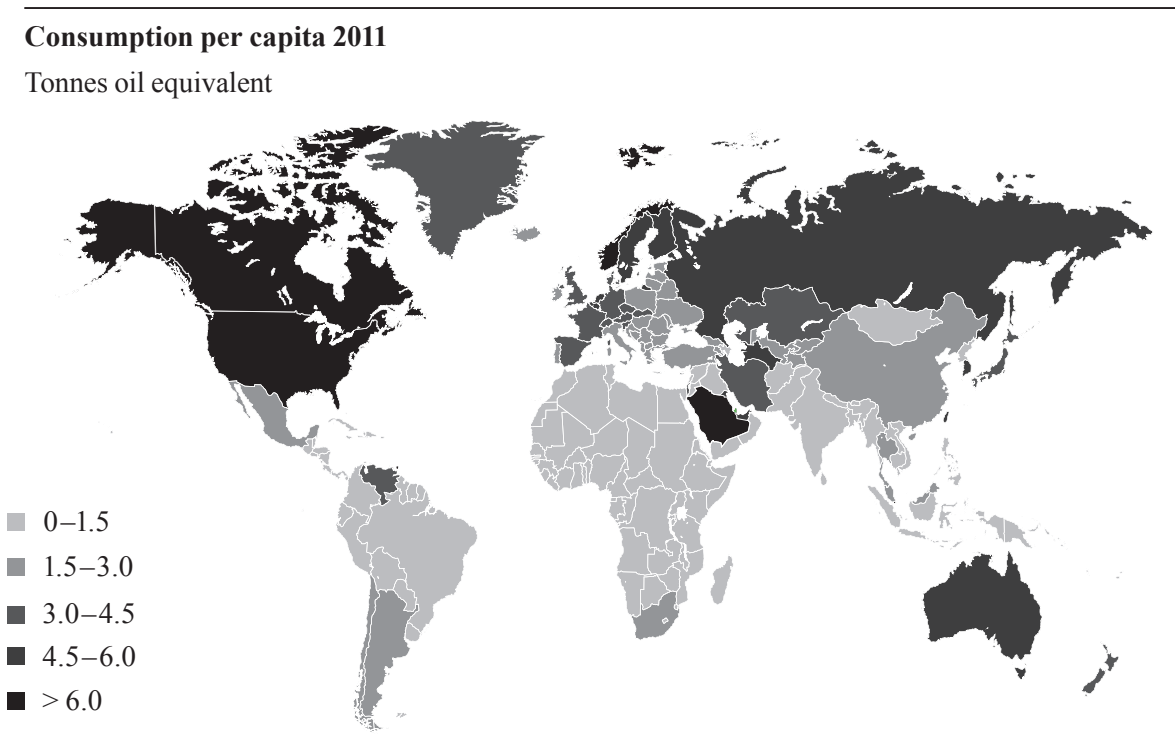 Consumption per capita 2011
Tonnes oil equivalent
0–1.5
1.5–3.0
3.0–4.5
4.5–6.0
> 6.0